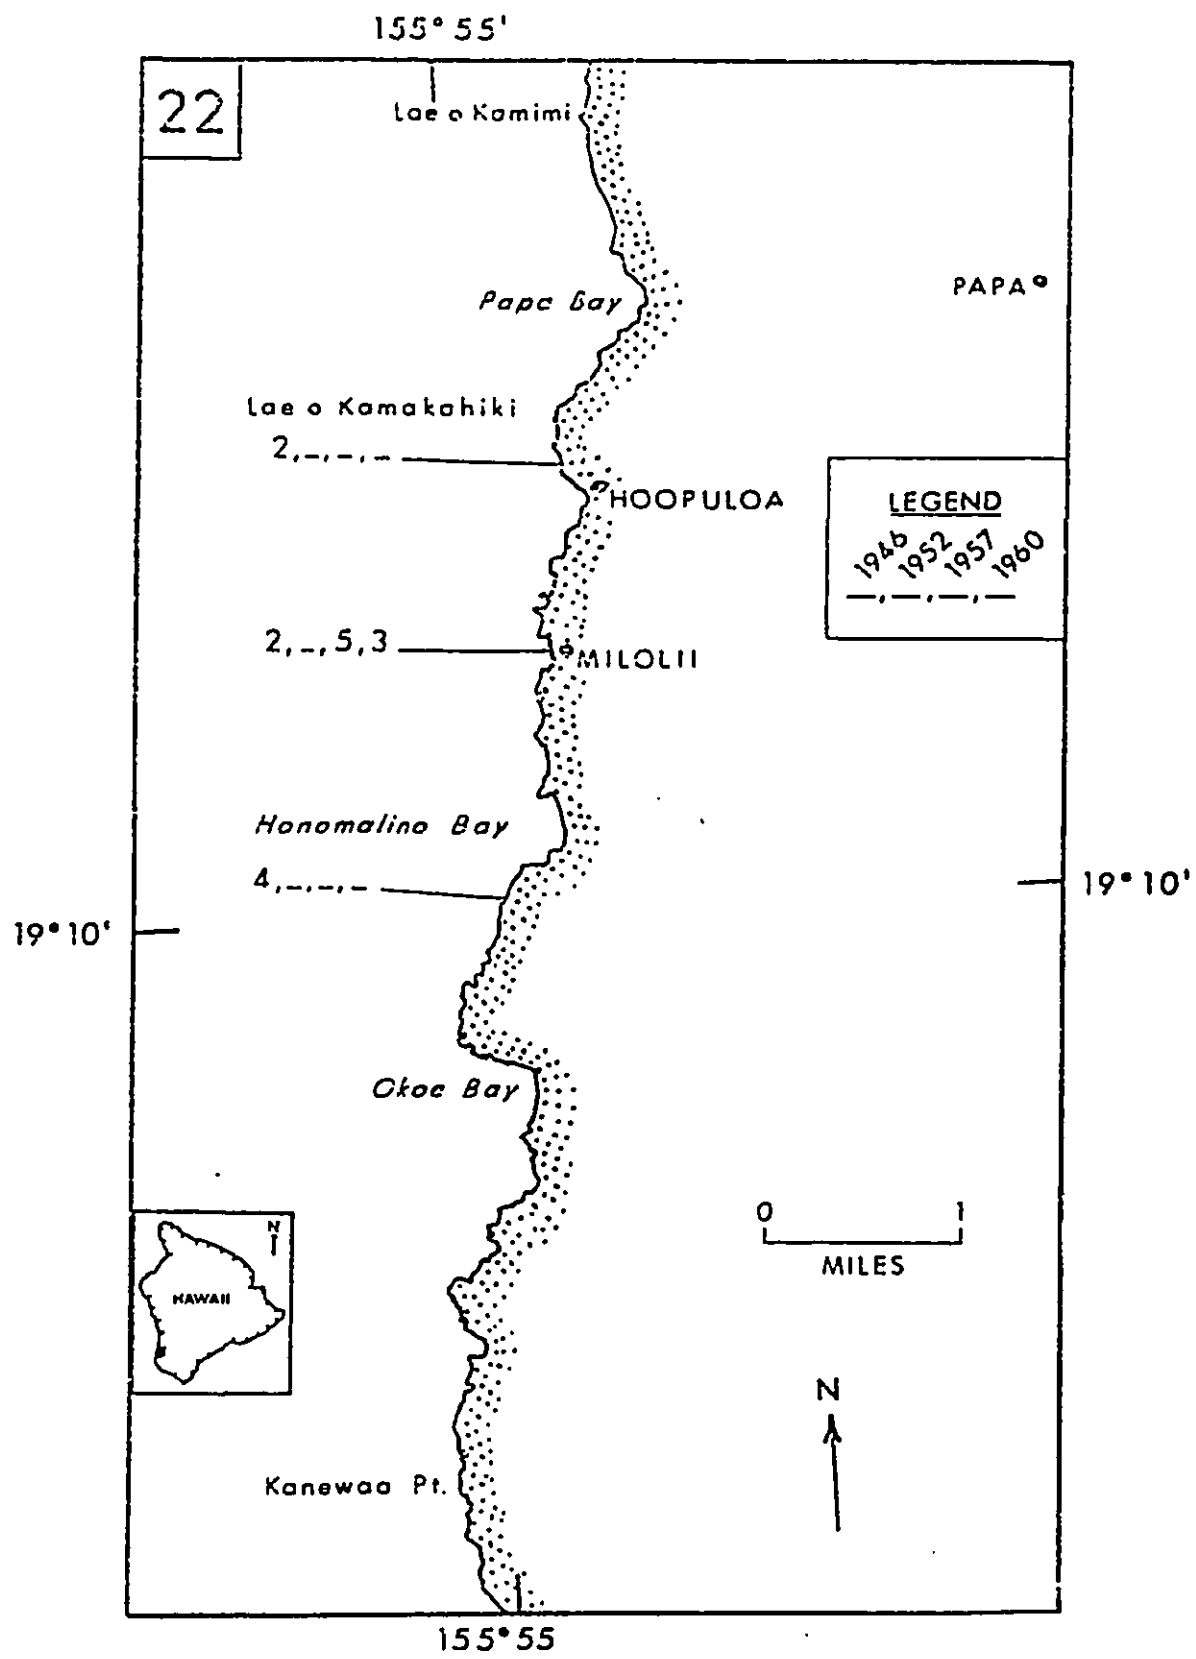 155° 55'
22
Lae o Kamimi
Papa Bay
PAPA
Lae o Kamakahiki
2,–,–,–
HOOPULOA
LEGEND
1946 1952 1957 1960
—,—,—,—
2,–,5,3
MILOLII
Honomalino Bay
4,–,–,–
19°10'
19°10'
Okoe Bay
0 1
MILES
N
HAWAII
N
Kanewaa Pt.
155°55